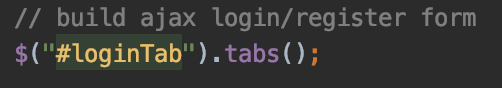 // build ajax login/register form
$("#loginTab").tabs();